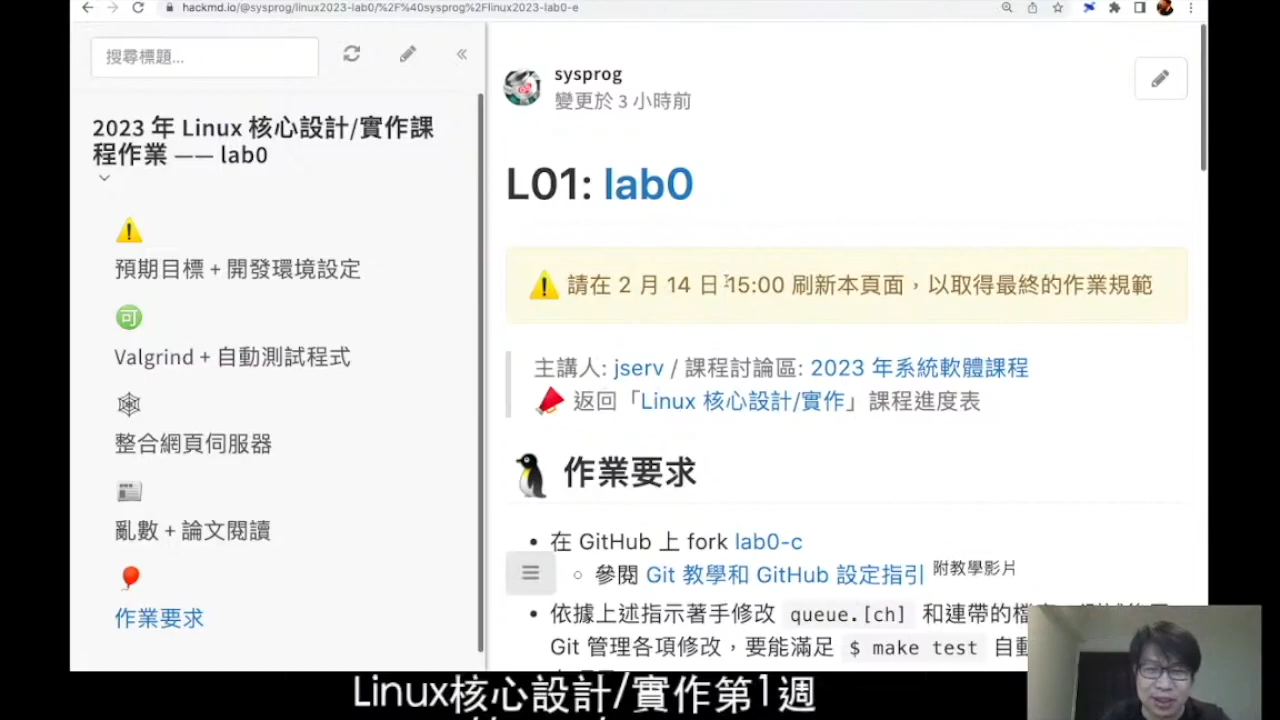 hackmd.io/@sysprog/linux2023-lab0/%2F%40sysprog%2Flinux2023-lab0-e
搜尋標題...
2023 年 Linux 核心設計/實作課
程作業 —— lab0
預期目標 + 開發環境設定
可
Valgrind + 自動測試程式
整合網頁伺服器
亂數 + 論文閱讀
作業要求
sysprog
變更於 3 小時前
L01: lab0
請在 2 月 14 日 15:00 刷新本頁面，以取得最終的作業規範
主講人: jserv / 課程討論區: 2023 年系統軟體課程
返回「Linux 核心設計/實作」課程進度表
作業要求
在 GitHub 上 fork lab0-c
參閱 Git 教學和 GitHub 設定指引 附教學影片
依據上述指示著手修改 queue.[ch] 和連帶的
Git 管理各項修改，要能滿足 $ make test 自
Linux核心設計/實作第1週